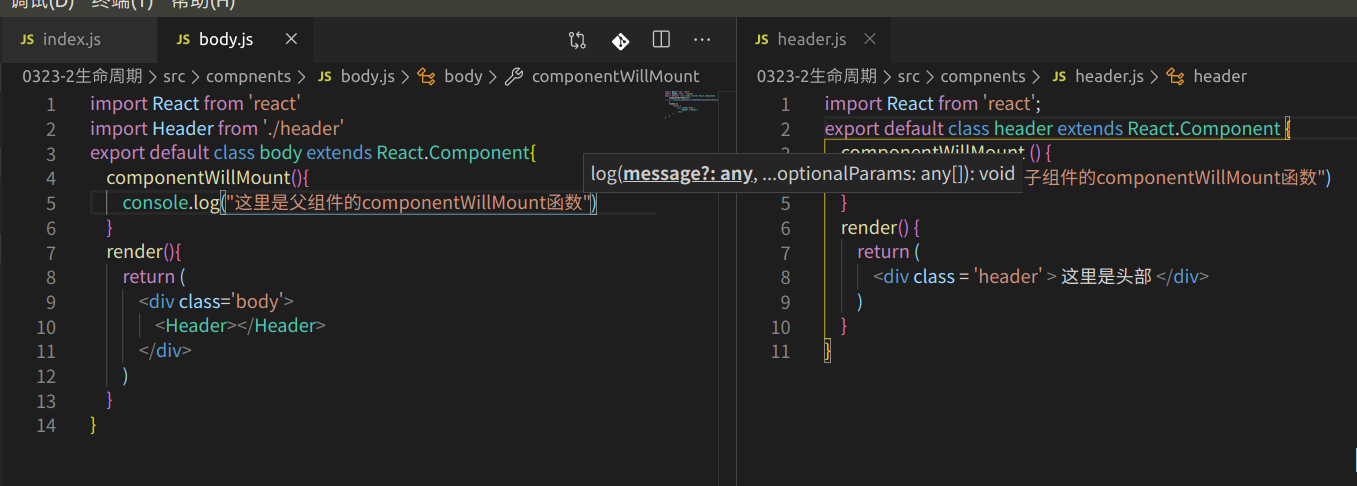 调试(D) 终端(T) 帮助(H)
JS index.js
JS body.js
0323-2生命周期 > src > compnents > JS body.js > body > componentWillMount
1 import React from 'react'
2 import Header from './header'
3 export default class body extends React.Component{
4 componentWillMount(){
5 console.log("这里是父组件的componentWillMount函数")
6 }
7 render(){
8 return (
9 <div class='body'>
10 <Header></Header>
11 </div>
12 )
13 }
14 }
log(message?: any, ...optionalParams: any[]): void
JS header.js
0323-2生命周期 > src > compnents > JS header.js > header
1 import React from 'react';
2 export default class header extends React.Component {
componentWillMount () {
子组件的componentWillMount函数")
5 }
6 render() {
7 return (
8 <div class = 'header' > 这里是头部 </div>
9 )
10 }
11 }